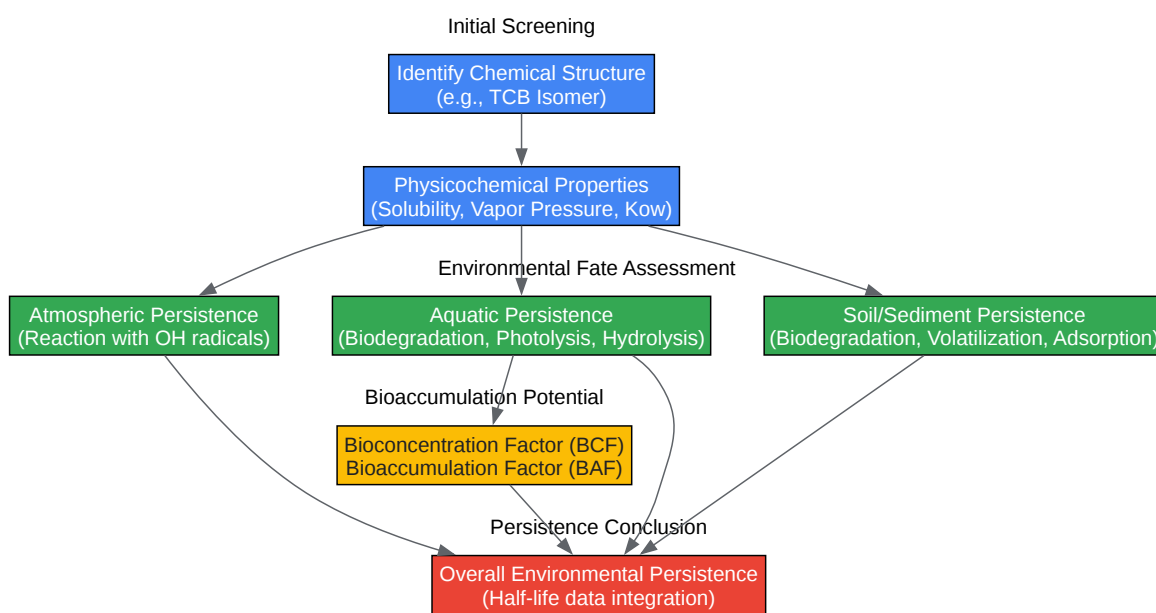 Initial Screening
Identify Chemical Structure
(e.g., TCB Isomer)
Physicochemical Properties
(Solubility, Vapor Pressure, Kow)
Environmental Fate Assessment
Atmospheric Persistence
(Reaction with OH radicals)
Aquatic Persistence
(Biodegradation, Photolysis, Hydrolysis)
Soil/Sediment Persistence
(Biodegradation, Volatilization, Adsorption)
Bioaccumulation Potential
Bioconcentration Factor (BCF)
Bioaccumulation Factor (BAF)
Persistence Conclusion
Overall Environmental Persistence
(Half-life data integration)